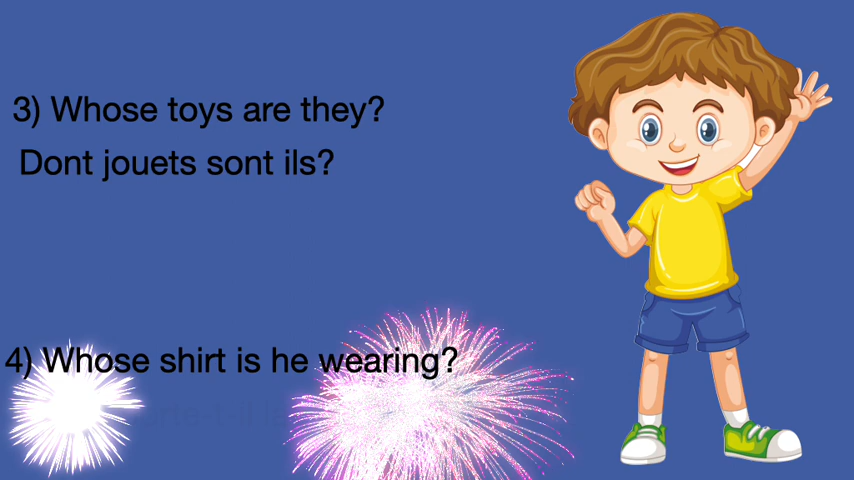 3) Whose toys are they?
Dont jouets sont ils?
4) Whose shirt is he wearing?